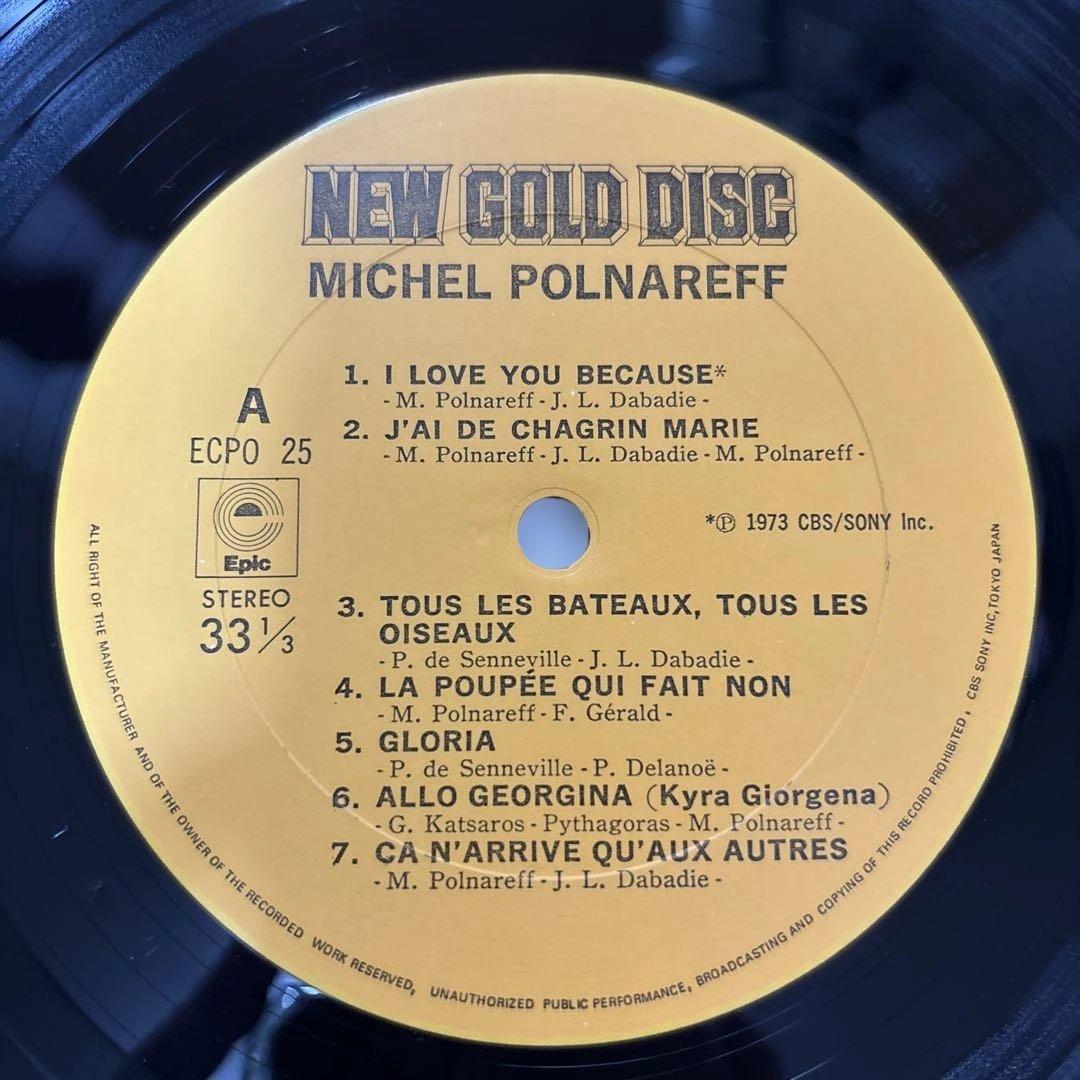 NEW GOLD DISC
MICHEL POLNAREFF
1. I LOVE YOU BECAUSE*
- M. Polnareff - J. L. Dabadie -
2. J'AI DE CHAGRIN MARIE
- M. Polnareff - J. L. Dabadie - M. Polnareff -
A
ECPO 25
Epic
STEREO
33 1/3
*Ⓟ 1973 CBS/SONY Inc.
3. TOUS LES BATEAUX, TOUS LES
OISEAUX
- P. de Senneville - J. L. Dabadie -
4. LA POUPÉE QUI FAIT NON
- M. Polnareff - F. Gérald -
5. GLORIA
- P. de Senneville - P. Delanoë -
6. ALLO GEORGINA (Kyra Giorgena)
- G. Katsaros - Pythagoras - M. Polnareff -
7. CA N'ARRIVE QU'AUX AUTRES
- M. Polnareff - J. L. Dabadie -
ALL RIGHT OF THE MANUFACTURER AND OF THE OWNER OF THE RECORDED WORK RESERVED, UNAUTHORIZED PUBLIC PERFORMANCE, BROADCASTING AND COPYING OF THIS RECORD PROHIBITED, CBS SONY INC, TOKYO JAPAN